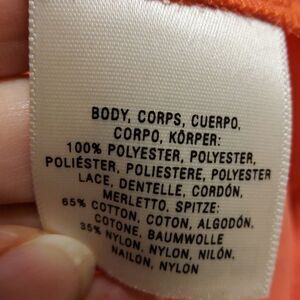 BODY, CORPS, CUERPO,
CORPO, KÖRPER:
100% POLYESTER, POLYESTER,
POLIÉSTER, POLIESTERE, POLYESTER
LACE, DENTELLE, CORDÓN,
MERLETTO, SPITZE:
65% COTTON, COTON, ALGODÓN,
COTONE, BAUMWOLLE
35% NYLON, NYLON, NILÓN,
NAILON, NYLON